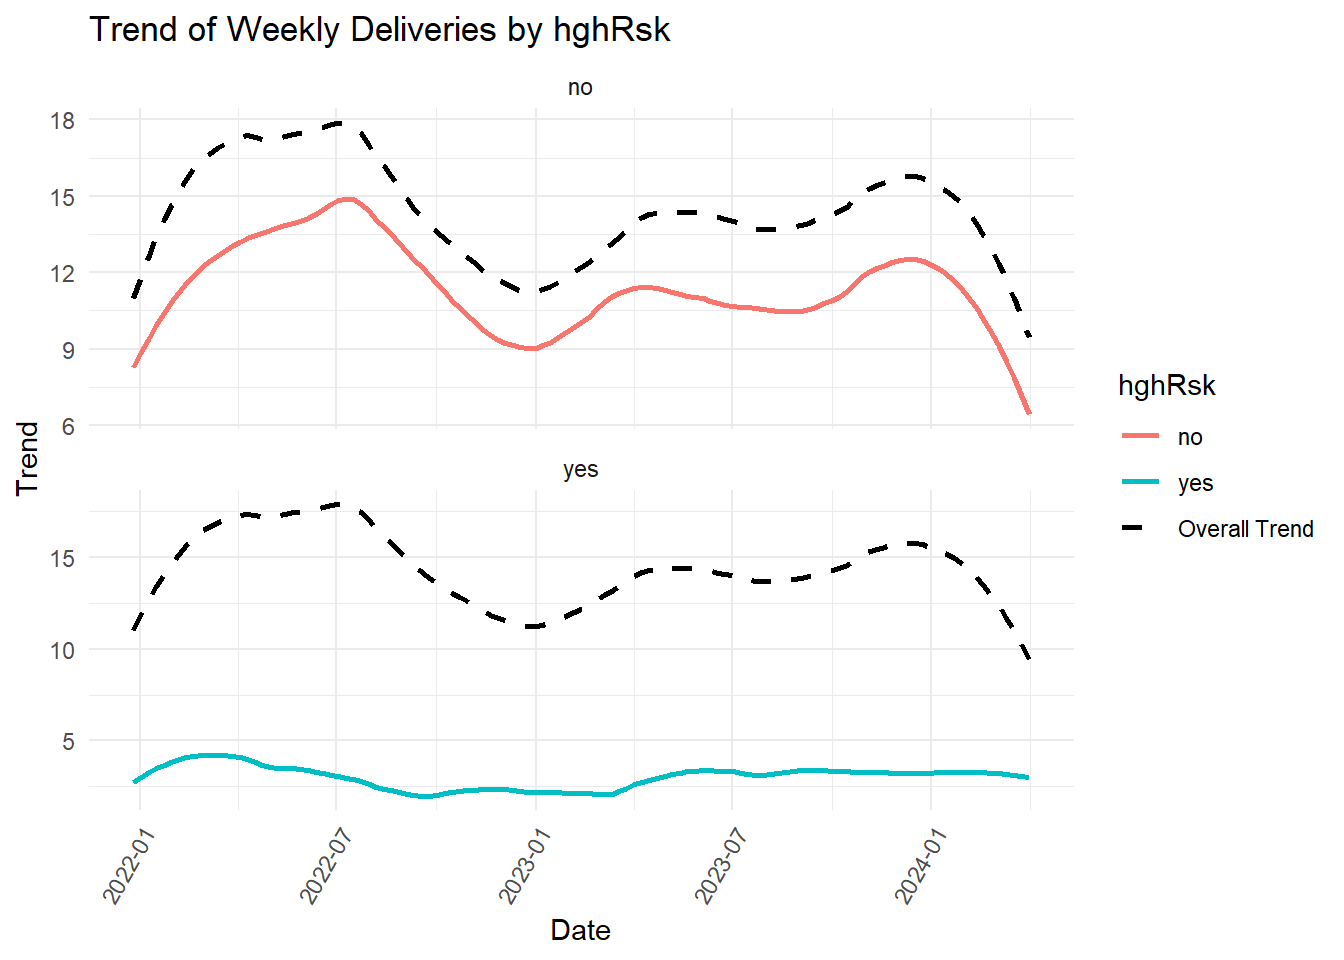 Trend of Weekly Deliveries by hghRsk
no
18
15
12
9
6
Trend
yes
15
10
5
2022-01
2022-07
2023-01
2023-07
2024-01
Date
hghRsk
no
yes
Overall Trend